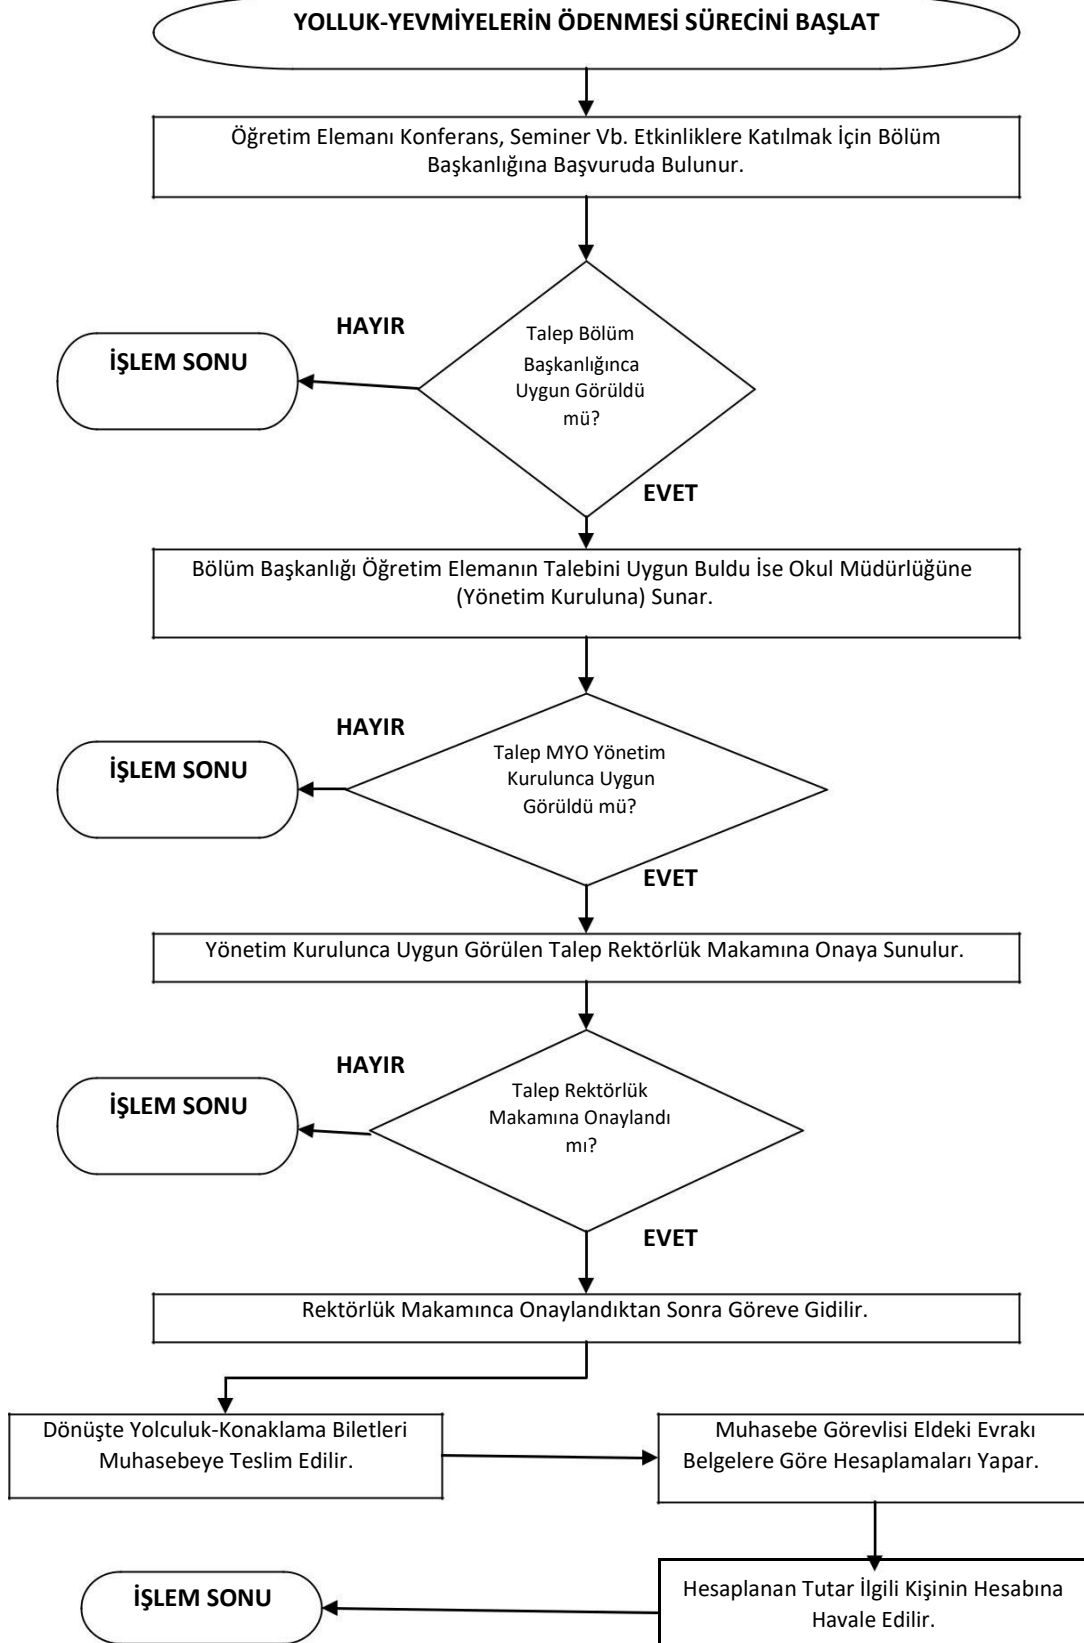 YOLLUK-YEVMİYELERİN ÖDENMESİ SÜRECİNİ BAŞLAT
Öğretim Elemanı Konferans, Seminer Vb. Etkinliklere Katılmak İçin Bölüm
Başkanlığına Başvuruda Bulunur.
HAYIR
Talep Bölüm
Başkanlığınca
Uygun Görüldü
mü?
İŞLEM SONU
EVET
Bölüm Başkanlığı Öğretim Elemanın Talebini Uygun Buldu İse Okul Müdürlüğüne
(Yönetim Kuruluna) Sunar.
HAYIR
Talep MYO Yönetim
Kurulunca Uygun
Görüldü mü?
İŞLEM SONU
EVET
Yönetim Kurulunca Uygun Görülen Talep Rektörlük Makamına Onaya Sunulur.
HAYIR
Talep Rektörlük
Makamına Onaylandı
mı?
İŞLEM SONU
EVET
Rektörlük Makamınca Onaylandıktan Sonra Göreve Gidilir.
Dönüşte Yolculuk-Konaklama Biletleri
Muhasebeye Teslim Edilir.
Muhasebe Görevlisi Eldeki Evrakı
Belgelere Göre Hesaplamaları Yapar.
Hesaplanan Tutar İlgili Kişinin Hesabına
Havale Edilir.
İŞLEM SONU